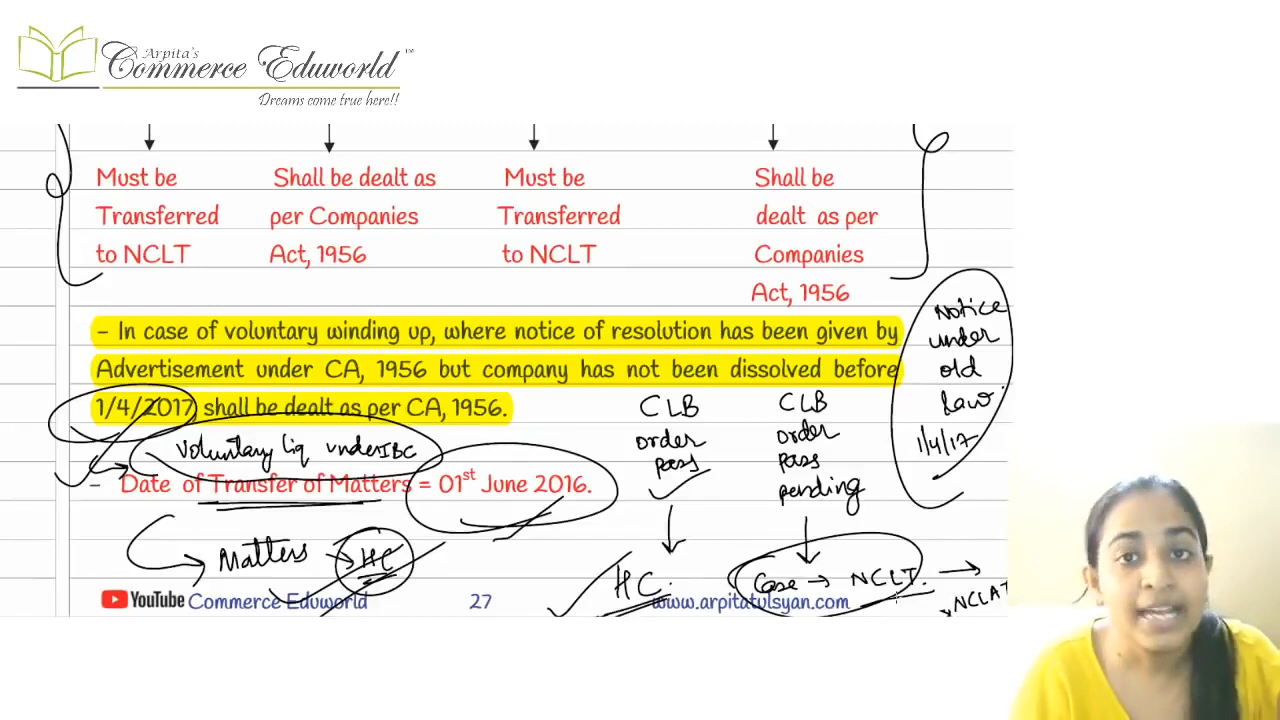 Arpita's
Commerce Eduworld™
Dreams come true here!!
Must be
Transferred
to NCLT
Shall be dealt as
per Companies
Act, 1956
Must be
Transferred
to NCLT
Shall be
dealt as per
Companies
Act, 1956
– In case of voluntary winding up, where notice of resolution has been given by
Advertisement under CA, 1956 but company has not been dissolved before
1/4/2017 shall be dealt as per CA, 1956.
Notice
under
old
law
1/4/17
Voluntary liq under IBC
CLB
order
pass
CLB
order
pass
pending
– Date of Transfer of Matters = 01st June 2016.
Matters → HC
HC
Case → NCLT →
NCLAT
YouTube Commerce Eduworld
27
www.arpitatulsyan.com